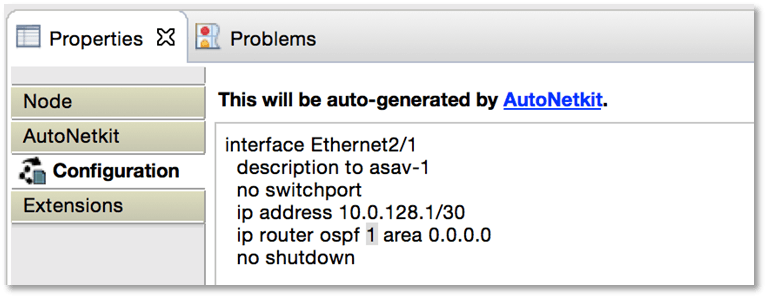 Properties
Problems
Node
AutoNetkit
Configuration
Extensions
This will be auto-generated by AutoNetkit.
interface Ethernet2/1
description to asav-1
no switchport
ip address 10.0.128.1/30
ip router ospf 1 area 0.0.0.0
no shutdown